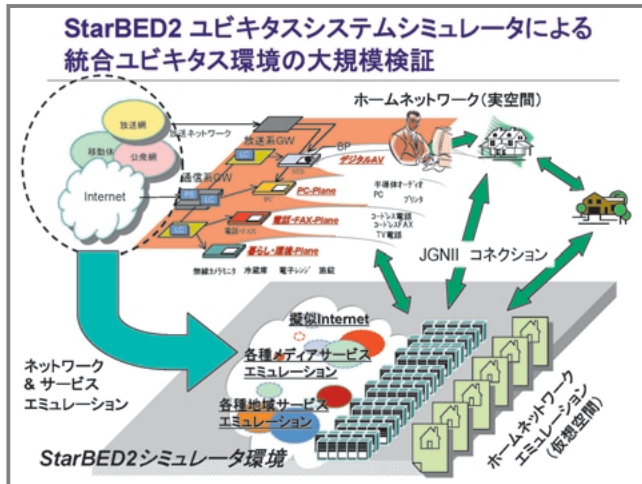 StarBED2 ユビキタスシステムシミュレータによる
統合ユビキタス環境の大規模検証
ホームネットワーク(実空間)
放送網
放送ネットワーク
移動体
公衆網
Internet
放送系GW
通信系GW
LC
BP
STB
デジタルAV
PS
LC
LC
PC
PC-Plane
半導体オーディオ
PC
プリンタ
LC
電話・FAX
電話・FAX-Plane
コードレス電話
コードレスFAX
TV電話
暮らし・環境-Plane
無線カメラモニタ 冷蔵庫 電子レンジ 施錠
JGNII コネクション
擬似Internet
各種メディアサービス
エミュレーション
各種地域サービス
エミュレーション
ネットワーク
& サービス
エミュレーション
StarBED2シミュレータ環境
ホームネットワーク
エミュレーション
(仮想空間)